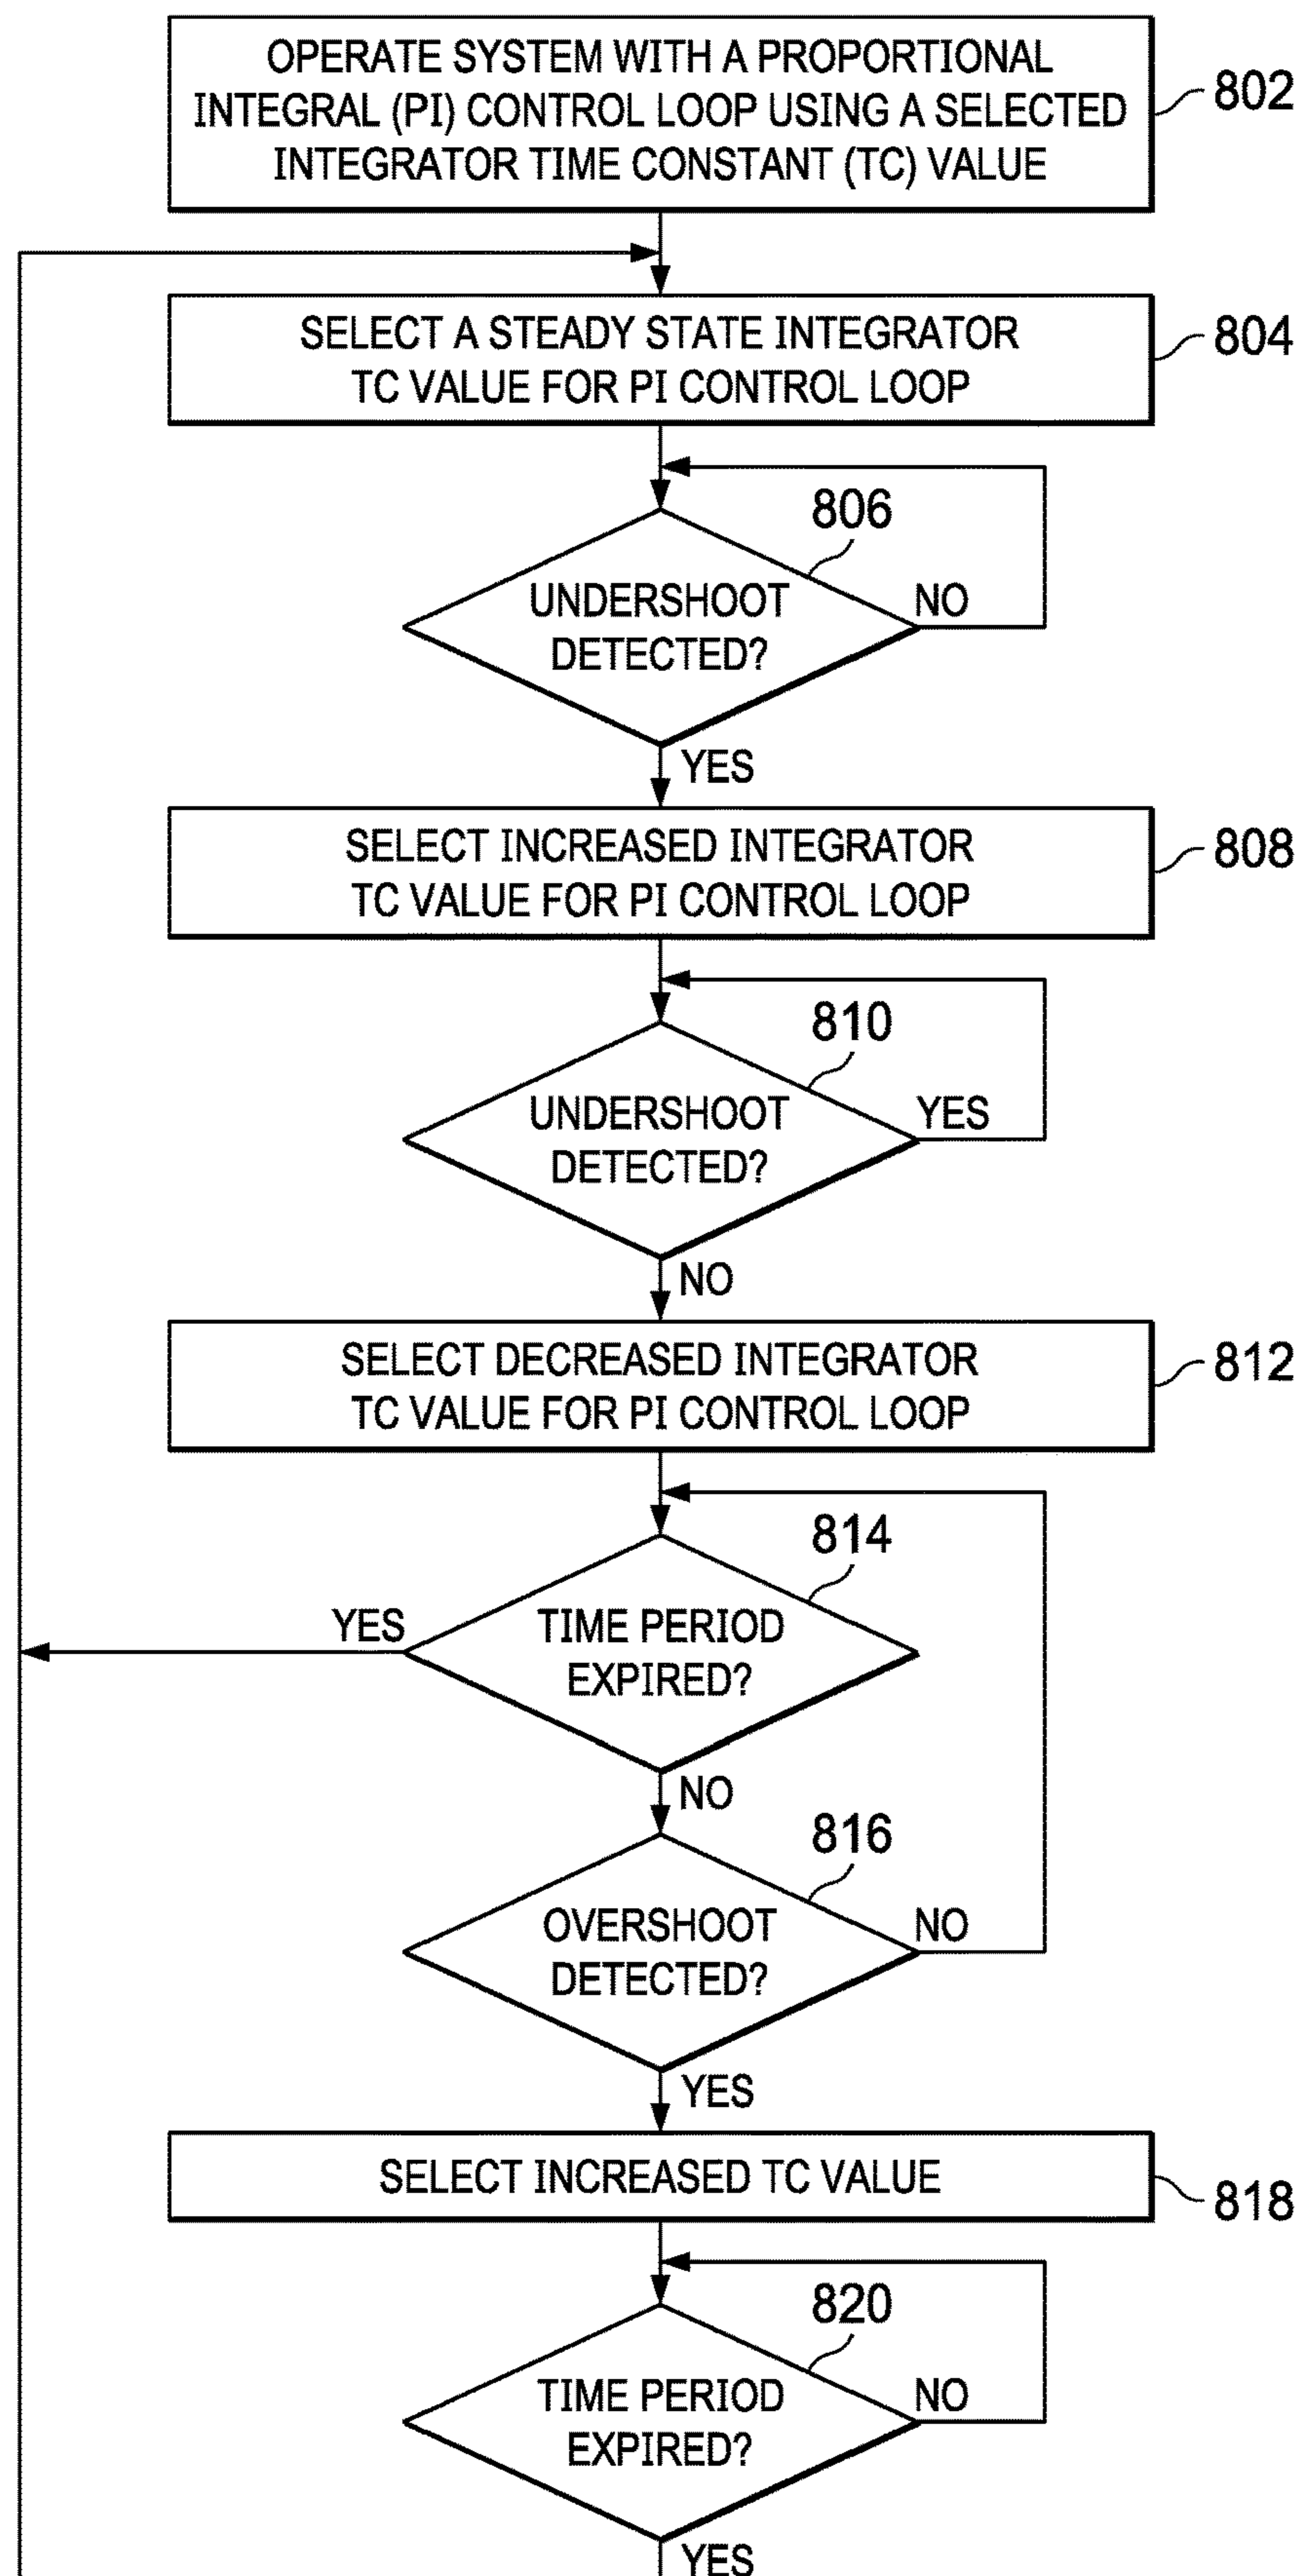 OPERATE SYSTEM WITH A PROPORTIONAL
INTEGRAL (PI) CONTROL LOOP USING A SELECTED
INTEGRATOR TIME CONSTANT (TC) VALUE
802
SELECT A STEADY STATE INTEGRATOR
TC VALUE FOR PI CONTROL LOOP
804
806
UNDERSHOOT
DETECTED?
NO
YES
SELECT INCREASED INTEGRATOR
TC VALUE FOR PI CONTROL LOOP
808
810
UNDERSHOOT
DETECTED?
YES
NO
SELECT DECREASED INTEGRATOR
TC VALUE FOR PI CONTROL LOOP
812
814
YES
TIME PERIOD
EXPIRED?
NO
816
OVERSHOOT
DETECTED?
NO
YES
SELECT INCREASED TC VALUE
818
820
TIME PERIOD
EXPIRED?
NO
YES